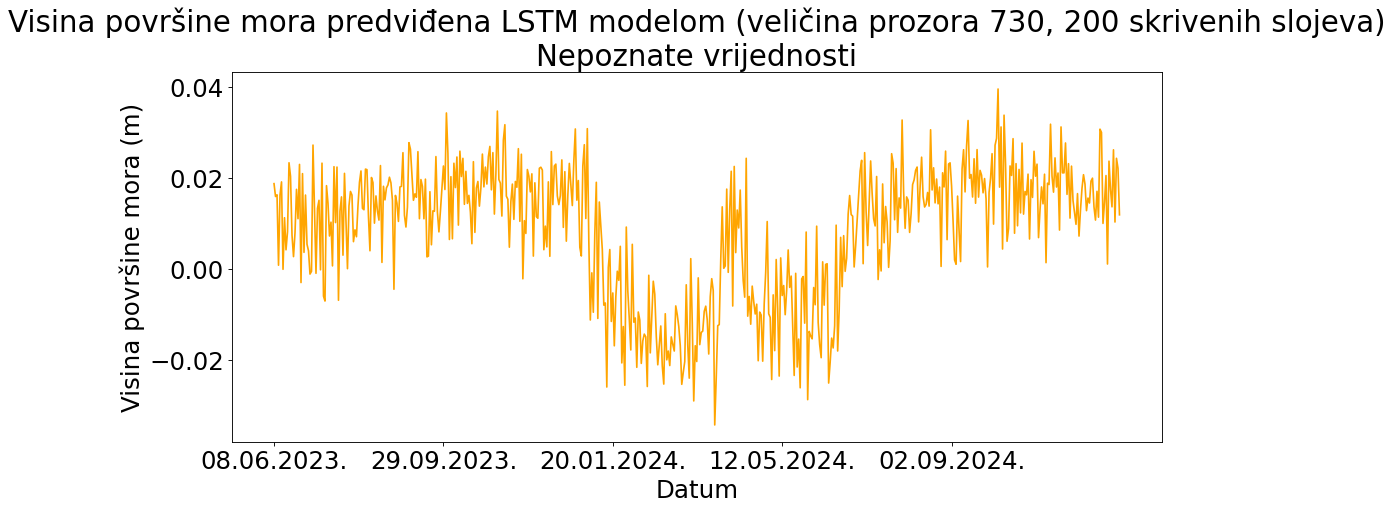 Visina površine mora predviđena LSTM modelom (veličina prozora 730, 200 skrivenih slojeva)
Nepoznate vrijednosti
Visina površine mora (m)
0.04
0.02
0.00
−0.02
08.06.2023. 29.09.2023. 20.01.2024. 12.05.2024. 02.09.2024.
Datum